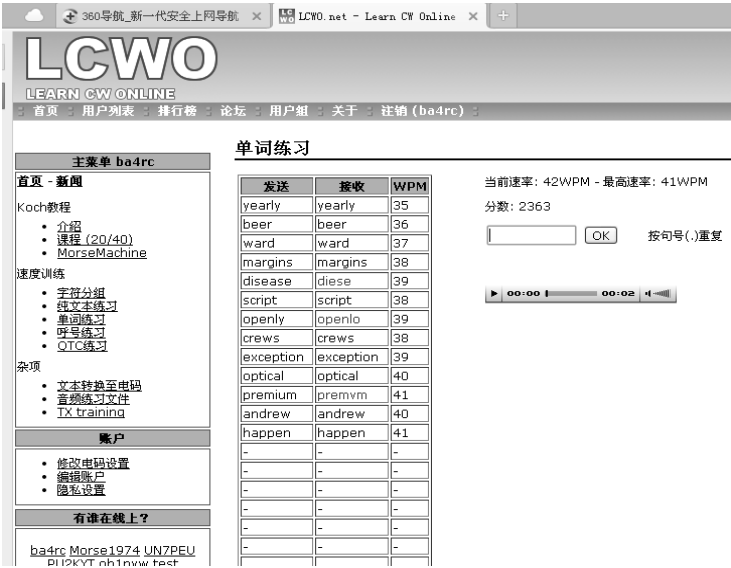 360导航_新一代安全上网导航
LCWO.net - Learn CW Online
LCWO
LEARN CW ONLINE
首页 用户列表 排行榜 论坛 用户组 关于 注销 (ba4rc)
主菜单 ba4rc
首页 - 新闻
Koch教程
• 介绍
• 课程 (20/40)
• MorseMachine
速度训练
• 字符分组
• 纯文本练习
• 单词练习
• 呼号练习
• QTC练习
杂项
• 文本转换至电码
• 音频练习文件
• TX training
账户
• 修改电码设置
• 编辑账户
• 隐私设置
有谁在线上？
ba4rc Morse1974 UN7PEU
PU2KYT oh1pyw test
单词练习
发送 接收 WPM
yearly yearly 35
beer beer 36
ward ward 37
margins margins 38
disease diese 39
script script 38
openly openlo 39
crews crews 38
exception exception 39
optical optical 40
premium premvm 41
andrew andrew 40
happen happen 41
- - -
- - -
- - -
- - -
- - -
- - -
当前速率: 42WPM - 最高速率: 41WPM
分数: 2363
OK 按句号(.)重复
00:00 00:02